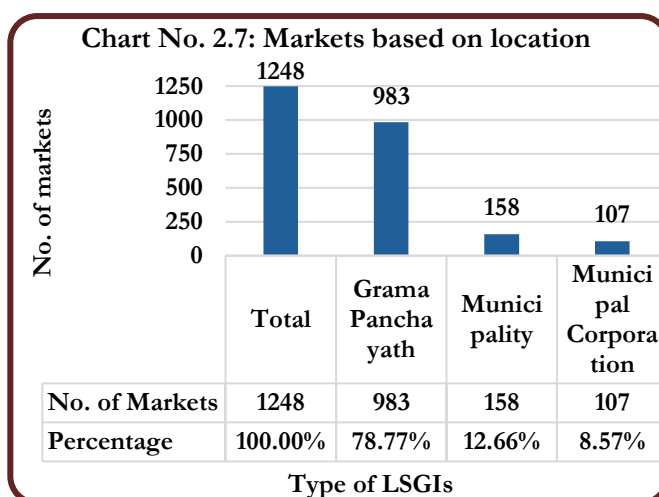 Chart No. 2.7: Markets based on location
No. of markets
1250
1000
750
500
250
0
1248
983
158
107
Total
Grama
Pancha
yath
Munici
pality
Munici
pal
Corpora
tion
No. of Markets 1248 983 158 107
Percentage 100.00% 78.77% 12.66% 8.57%
Type of LSGIs